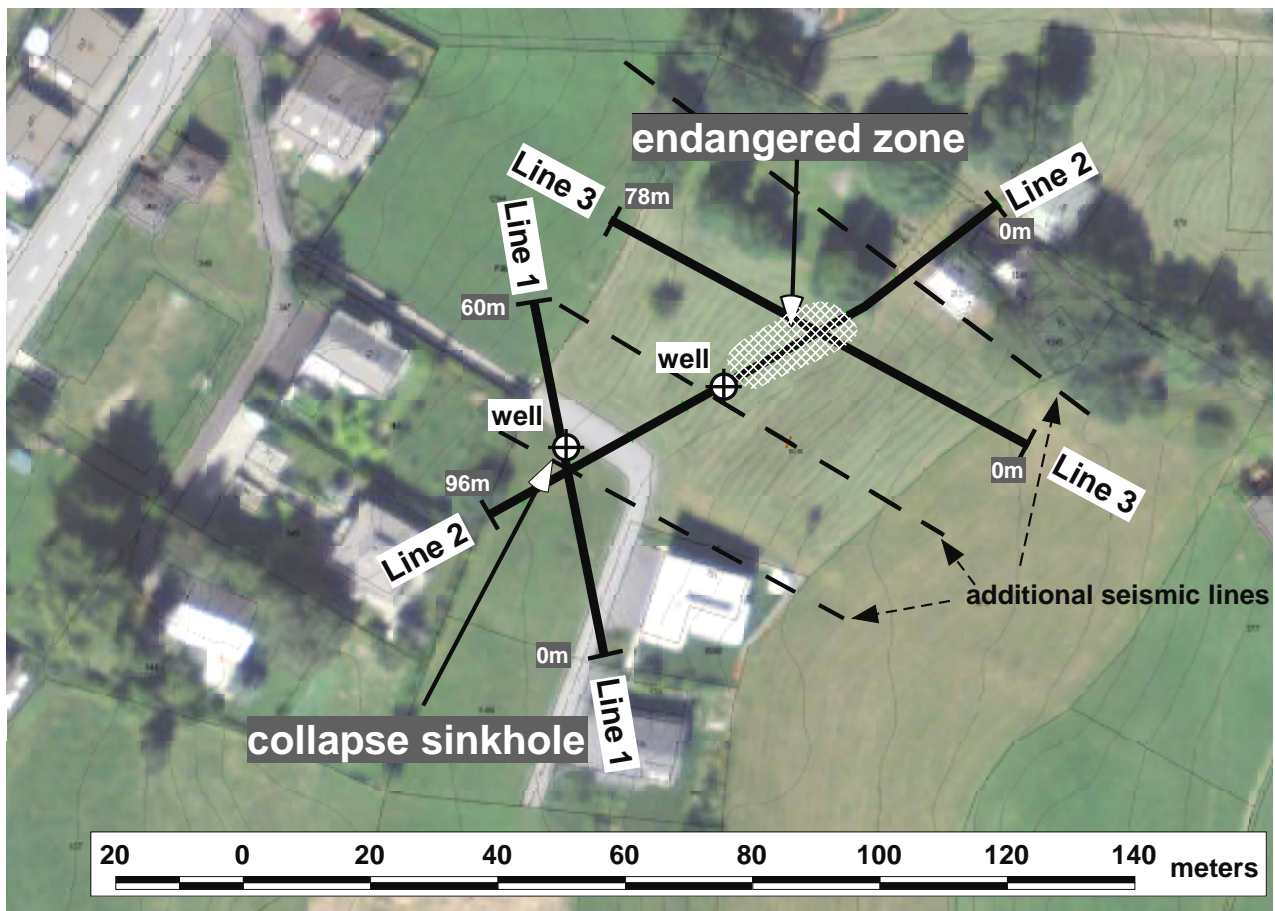 endangered zone
Line 3
78m
Line 2
0m
Line 1
60m
well
well
96m
Line 2
0m
Line 3
additional seismic lines
0m
Line 1
collapse sinkhole
20 0 20 40 60 80 100 120 140 meters